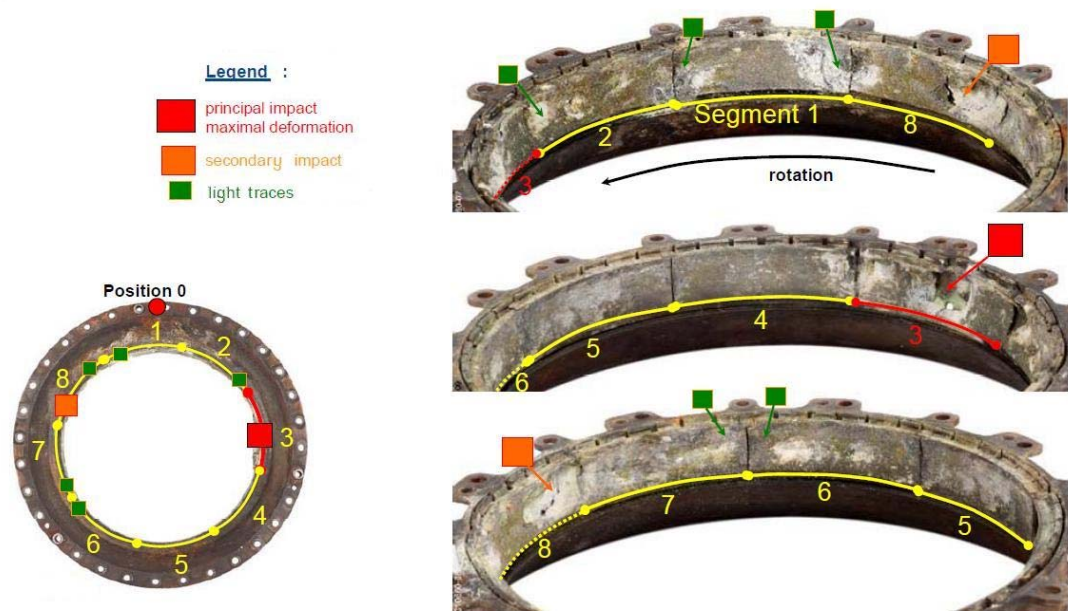 Legend :
principal impact
maximal deformation
secondary impact
light traces
Position 0
1
2
3
4
5
6
7
8
2
Segment 1
8
3
rotation
6
5
4
3
8
7
6
5